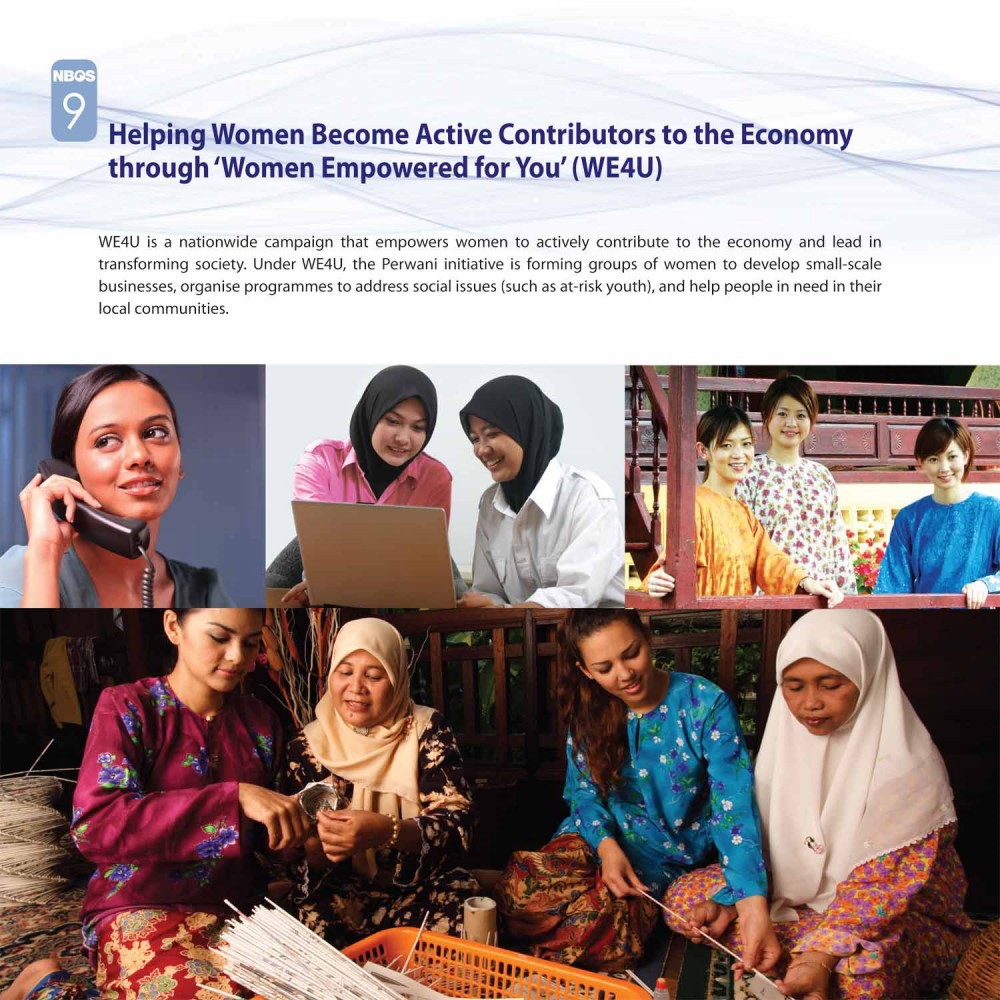 NBOS
9
Helping Women Become Active Contributors to the Economy
through ‘Women Empowered for You’ (WE4U)
WE4U is a nationwide campaign that empowers women to actively contribute to the economy and lead in
transforming society. Under WE4U, the Perwani initiative is forming groups of women to develop small-scale
businesses, organise programmes to address social issues (such as at-risk youth), and help people in need in their
local communities.